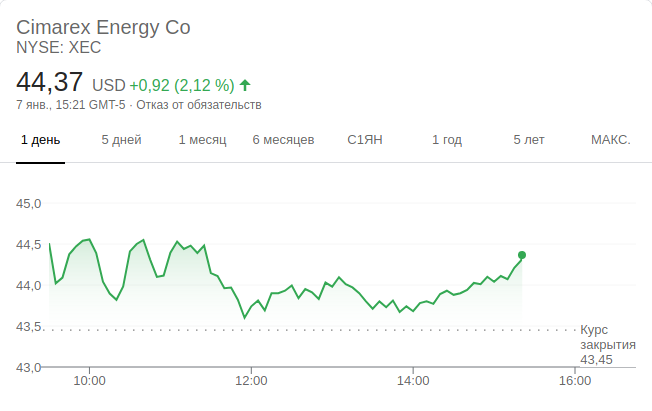 Cimarex Energy Co
NYSE: XEC
44,37 USD +0,92 (2,12 %)
7 янв., 15:21 GMT-5 · Отказ от обязательств
1 день 5 дней 1 месяц 6 месяцев С1ЯН 1 год 5 лет МАКС.
45,0
44,5
44,0
43,5
Курс
закрытия
43,45
43,0
10:00 12:00 14:00 16:00